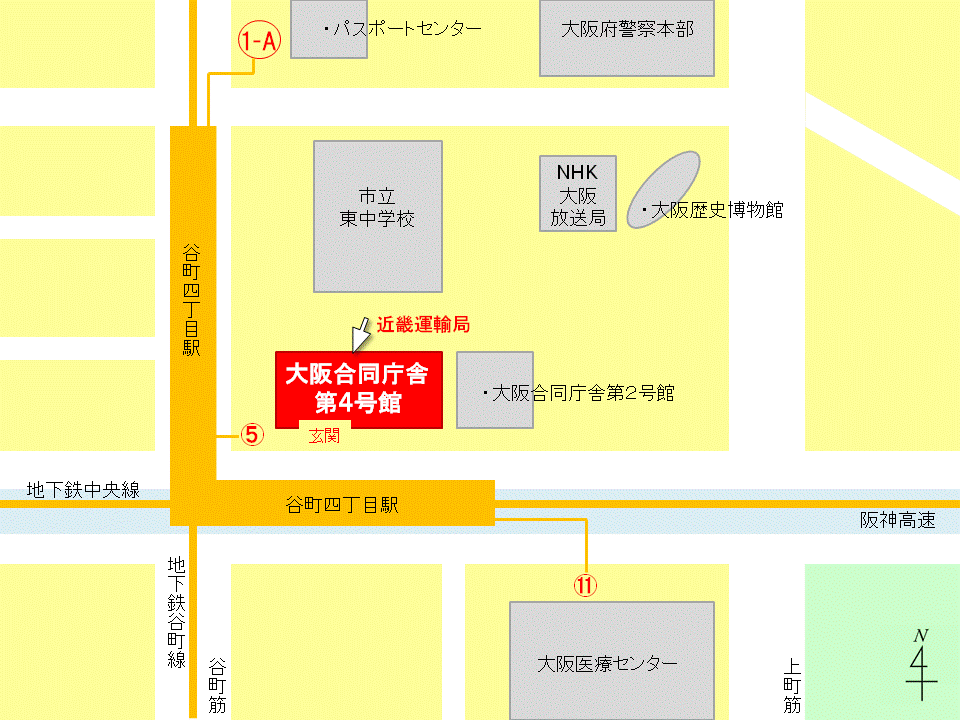 1-A
・パスポートセンター
大阪府警察本部
市立
東中学校
NHK
大阪
放送局
・大阪歴史博物館
谷町四丁目駅
近畿運輸局
大阪合同庁舎
第4号館
玄関
・大阪合同庁舎第2号館
⑤
地下鉄中央線
谷町四丁目駅
阪神高速
地下鉄谷町線
谷町筋
⑪
大阪医療センター
上町筋
N